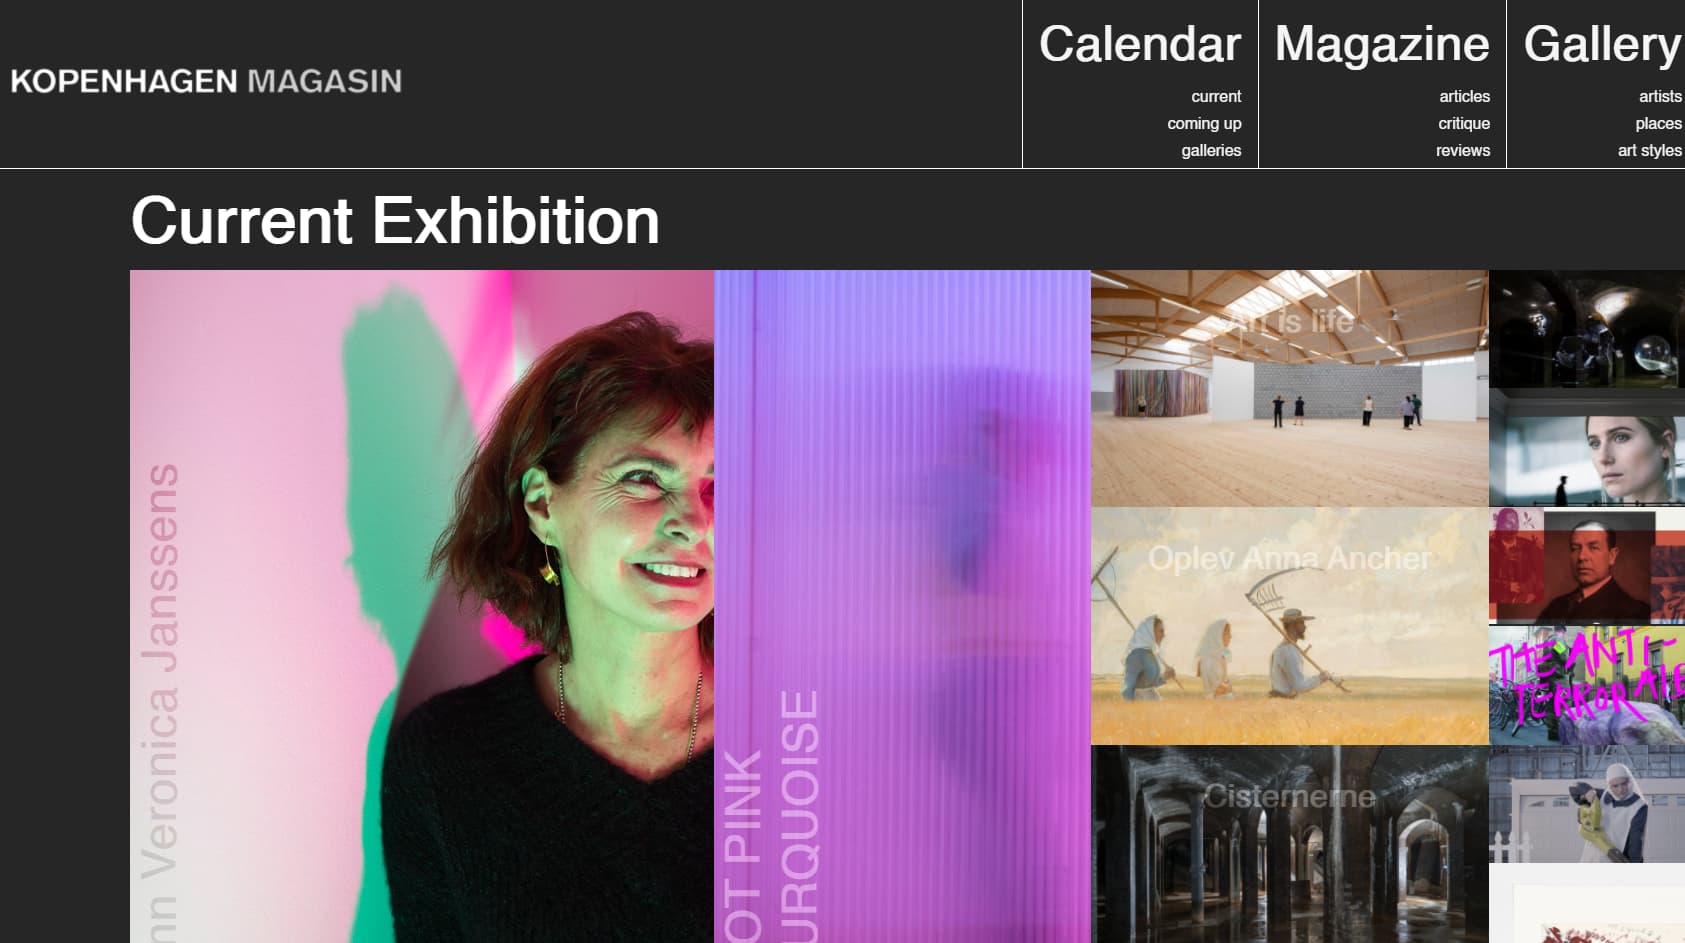 KOPENHAGEN MAGASIN
Calendar
current
coming up
galleries
Magazine
articles
critique
reviews
Gallery
artists
places
art styles
Current Exhibition
nn Veronica Janssens
OT PINK
URQUOISE
Art is life
Oplev Anna Ancher
Cisternerne
THE ANTI-
TERROR